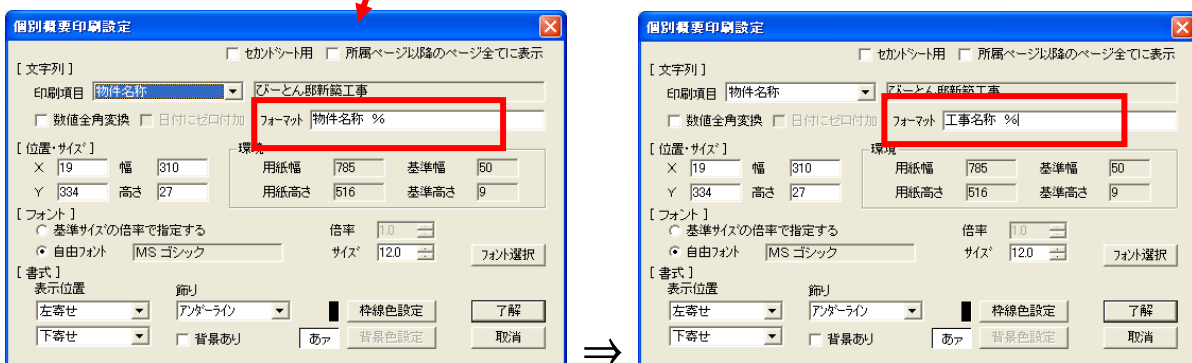 個別概要印刷設定
セカンドシート用 所属ページ以降のページ全てに表示
[文字列]
印刷項目 物件名称 びーとん邸新築工事
数値全角変換 日付にゼロ付加 フォーマット 物件名称 %
[位置・サイズ] 環境
X 19 幅 310 用紙幅 785 基準幅 50
Y 334 高さ 27 用紙高さ 516 基準高さ 9
[フォント]
基準サイズの倍率で指定する 倍率 1.0
自由フォント MS ゴシック サイズ 12.0 フォント選択
[書式]
表示位置 飾り
左寄せ アンダーライン 枠線色設定 了解
下寄せ 背景あり あァ 背景色設定 取消
⇒
個別概要印刷設定
セカンドシート用 所属ページ以降のページ全てに表示
[文字列]
印刷項目 物件名称 びーとん邸新築工事
数値全角変換 日付にゼロ付加 フォーマット 工事名称 %
[位置・サイズ] 環境
X 19 幅 310 用紙幅 785 基準幅 50
Y 334 高さ 27 用紙高さ 516 基準高さ 9
[フォント]
基準サイズの倍率で指定する 倍率 1.0
自由フォント MS ゴシック サイズ 12.0 フォント選択
[書式]
表示位置 飾り
左寄せ アンダーライン 枠線色設定 了解
下寄せ 背景あり あァ 背景色設定 取消